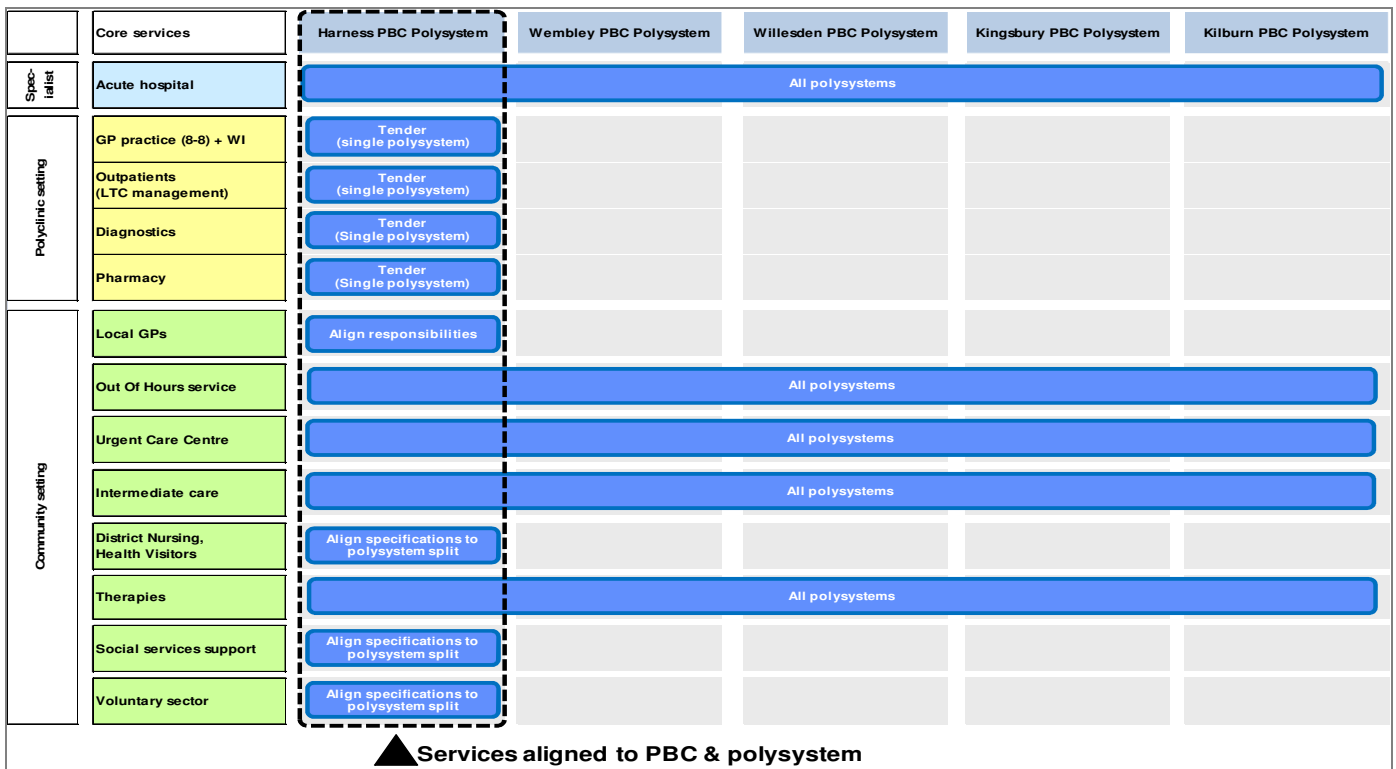 Core services
Harness PBC Polysystem
Wembley PBC Polysystem
Willesden PBC Polysystem
Kingsbury PBC Polysystem
Kilburn PBC Polysystem
Spec-
ialist
Acute hospital
All polysystems
Polyclinic setting
GP practice (8-8) + WI
Tender
(single polysystem)
Outpatients
(LTC management)
Tender
(single polysystem)
Diagnostics
Tender
(Single polysystem)
Pharmacy
Tender
(Single polysystem)
Community setting
Local GPs
Align responsibilities
Out Of Hours service
All polysystems
Urgent Care Centre
All polysystems
Intermediate care
All polysystems
District Nursing,
Health Visitors
Align specifications to
polysystem split
Therapies
All polysystems
Social services support
Align specifications to
polysystem split
Voluntary sector
Align specifications to
polysystem split
Services aligned to PBC & polysystem